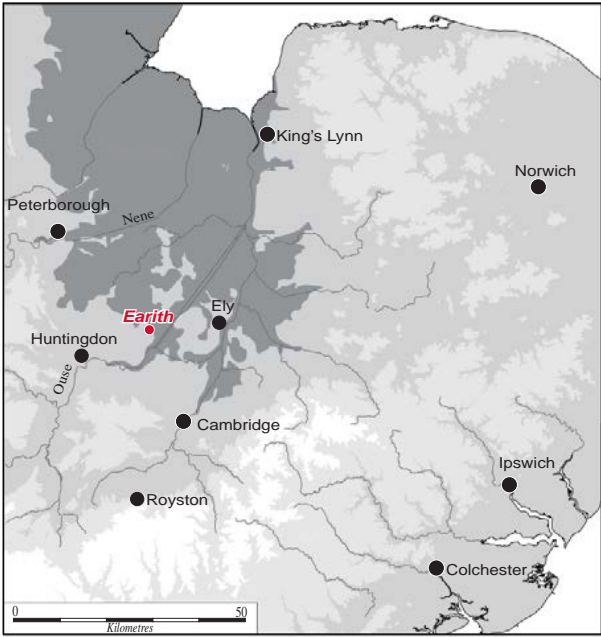 King's Lynn
Norwich
Peterborough
Nene
Earith
Ely
Huntingdon
Ouse
Cambridge
Ipswich
Royston
Colchester
0 50
Kilometres